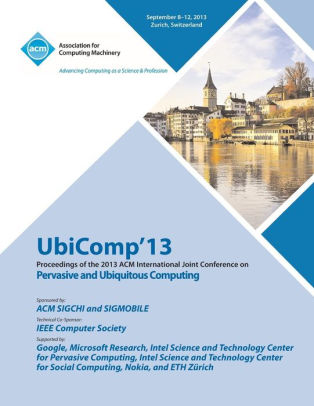 September 8–12, 2013
Zurich, Switzerland
acm
Association for
Computing Machinery
Advancing Computing as a Science & Profession
UbiComp'13
Proceedings of the 2013 ACM International Joint Conference on
Pervasive and Ubiquitous Computing
Sponsored by:
ACM SIGCHI and SIGMOBILE
Technical Co-Sponsor:
IEEE Computer Society
Supported by:
Google, Microsoft Research, Intel Science and Technology Center
for Pervasive Computing, Intel Science and Technology Center
for Social Computing, Nokia, and ETH Zürich